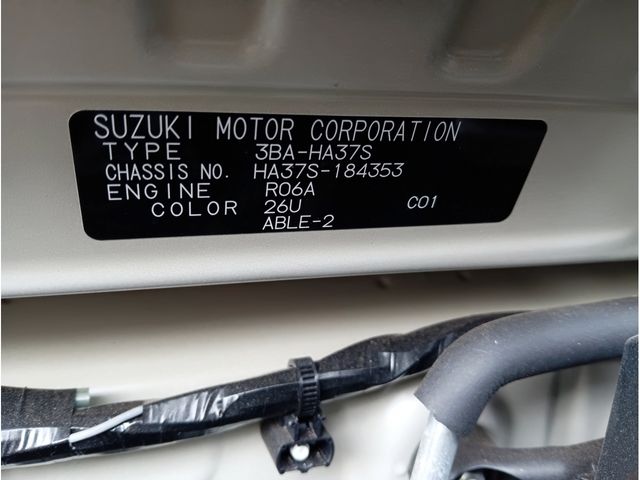 SUZUKI MOTOR CORPORATION
TYPE 3BA-HA37S
CHASSIS NO. HA37S-184353
ENGINE R06A
COLOR 26U C01
ABLE-2